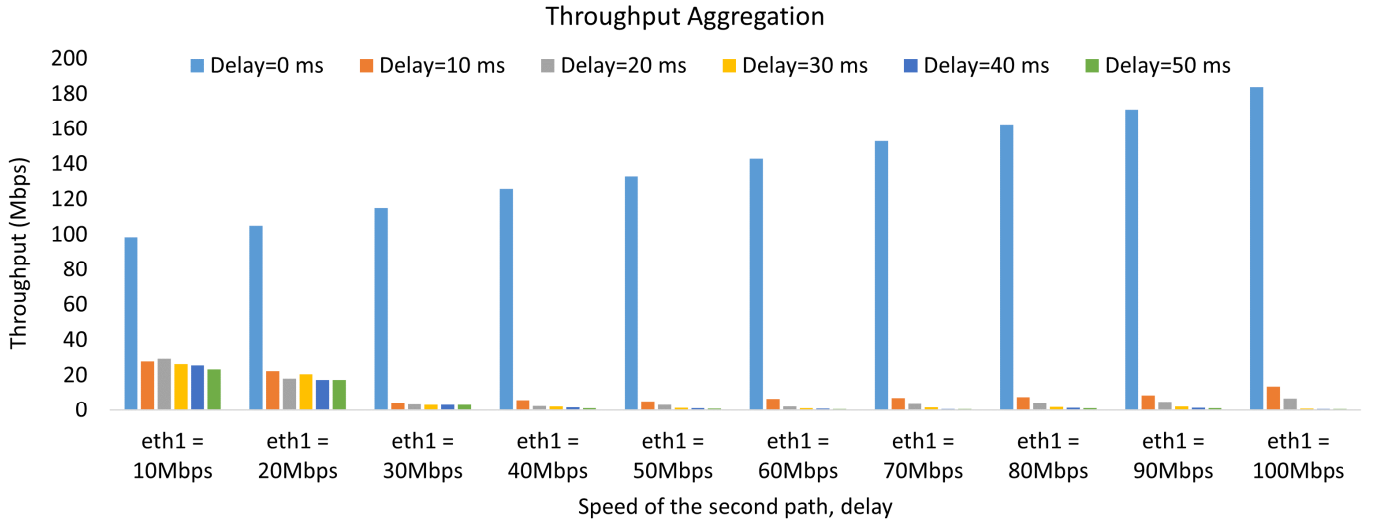 Throughput Aggregation
Throughput (Mbps)
200
180
160
140
120
100
80
60
40
20
0
Delay=0 ms Delay=10 ms Delay=20 ms Delay=30 ms Delay=40 ms Delay=50 ms
eth1 = eth1 = eth1 = eth1 = eth1 = eth1 = eth1 = eth1 = eth1 = eth1 =
10Mbps 20Mbps 30Mbps 40Mbps 50Mbps 60Mbps 70Mbps 80Mbps 90Mbps 100Mbps
Speed of the second path, delay